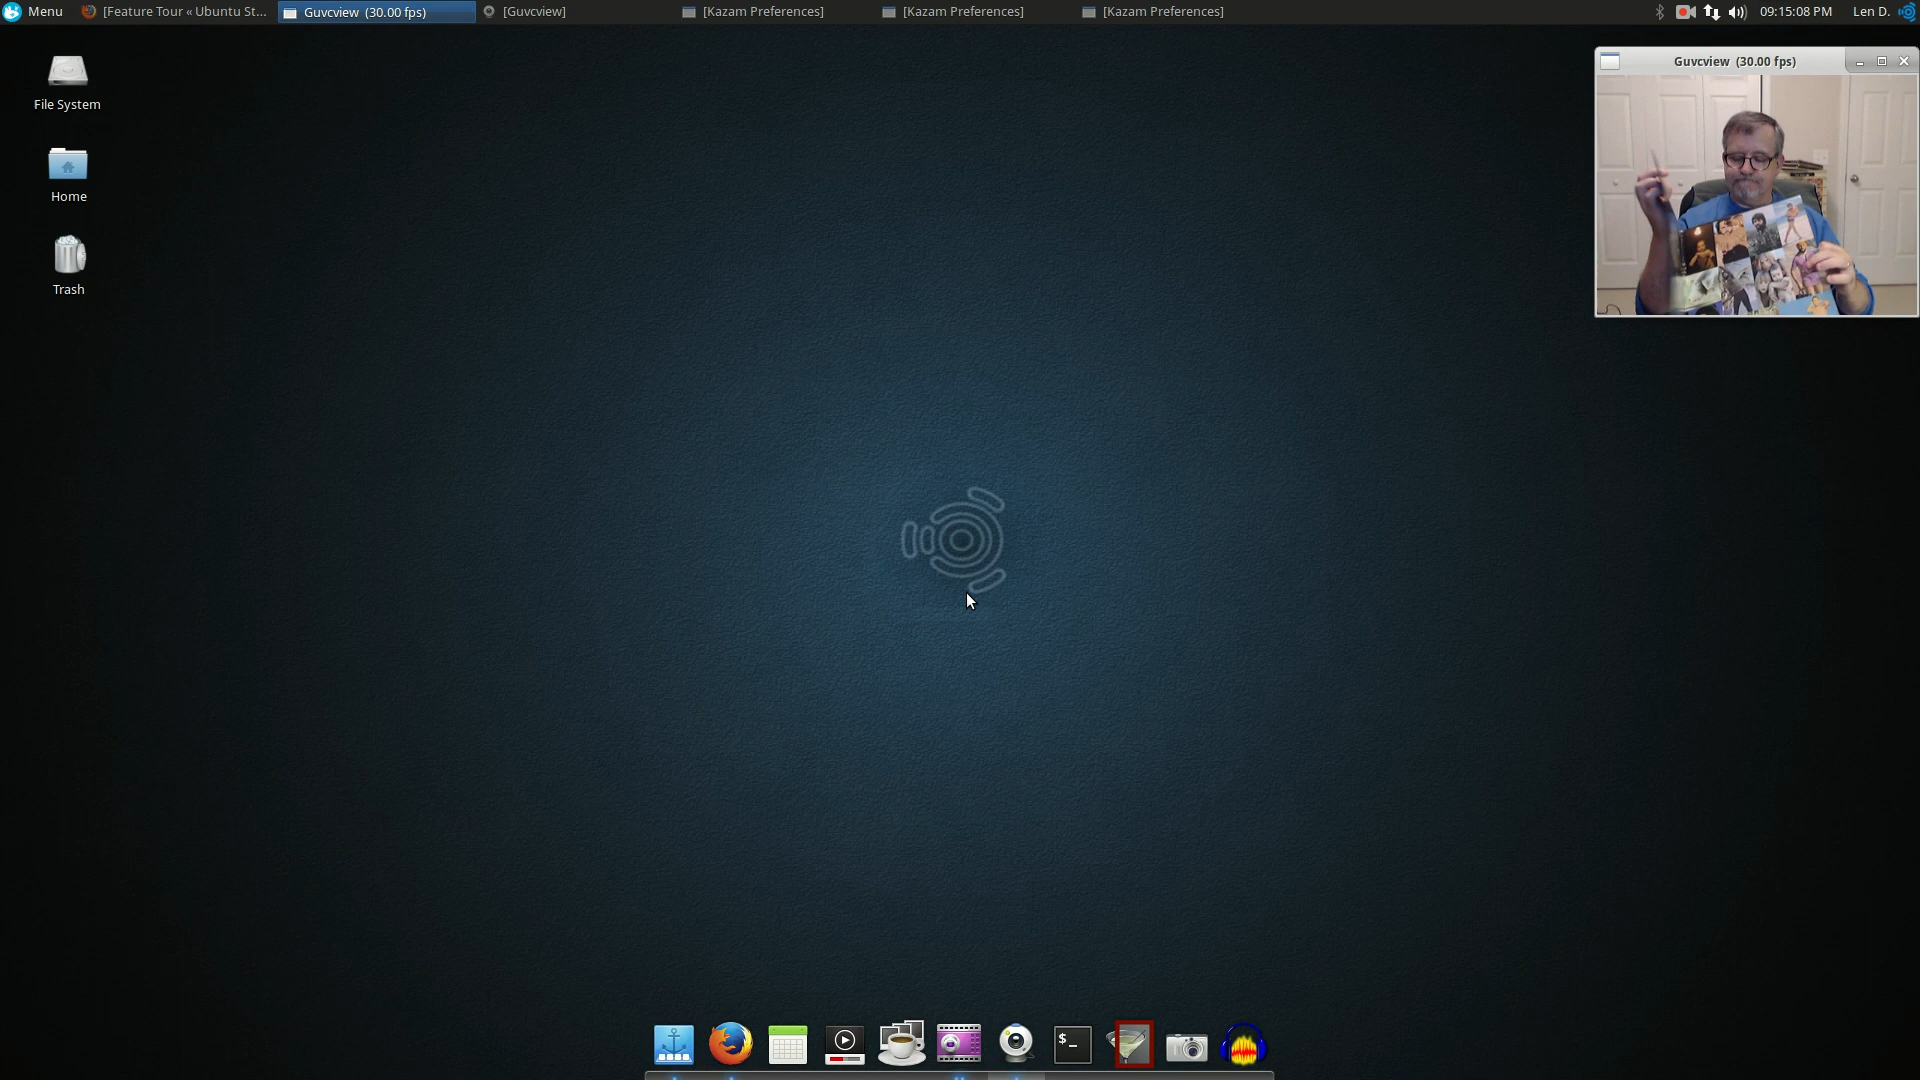 Menu
[Feature Tour « Ubuntu St...
Guvcview (30.00 fps)
[Guvcview]
[Kazam Preferences]
[Kazam Preferences]
[Kazam Preferences]
09:15:08 PM
Len D.
File System
Guvcview (30.00 fps)
Home
Trash
$_